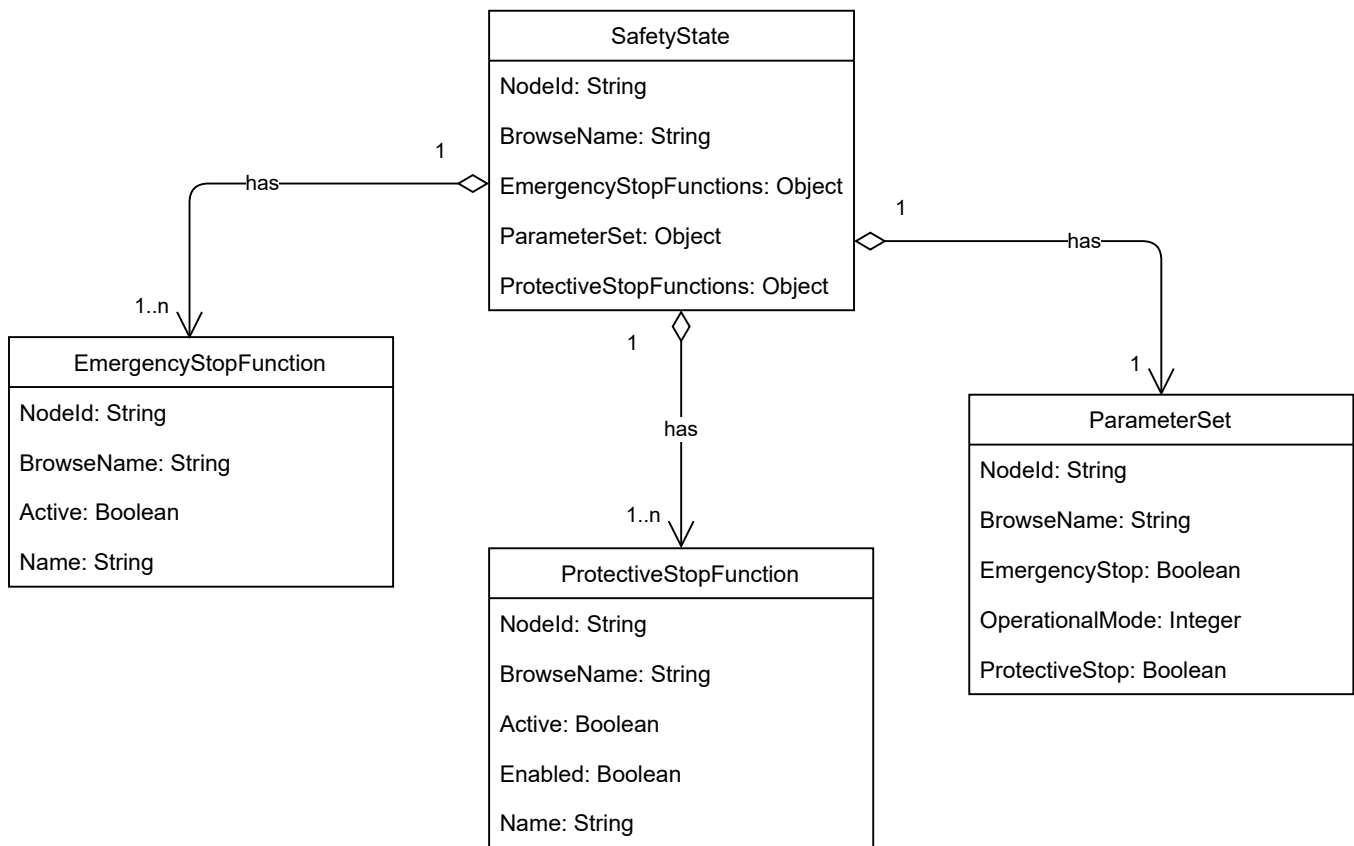 SafetyState
NodeId: String
BrowseName: String
EmergencyStopFunctions: Object
ParameterSet: Object
ProtectiveStopFunctions: Object
1
has
1..n
EmergencyStopFunction
NodeId: String
BrowseName: String
Active: Boolean
Name: String
1
has
1..n
ProtectiveStopFunction
NodeId: String
BrowseName: String
Active: Boolean
Enabled: Boolean
Name: String
1
has
1
ParameterSet
NodeId: String
BrowseName: String
EmergencyStop: Boolean
OperationalMode: Integer
ProtectiveStop: Boolean